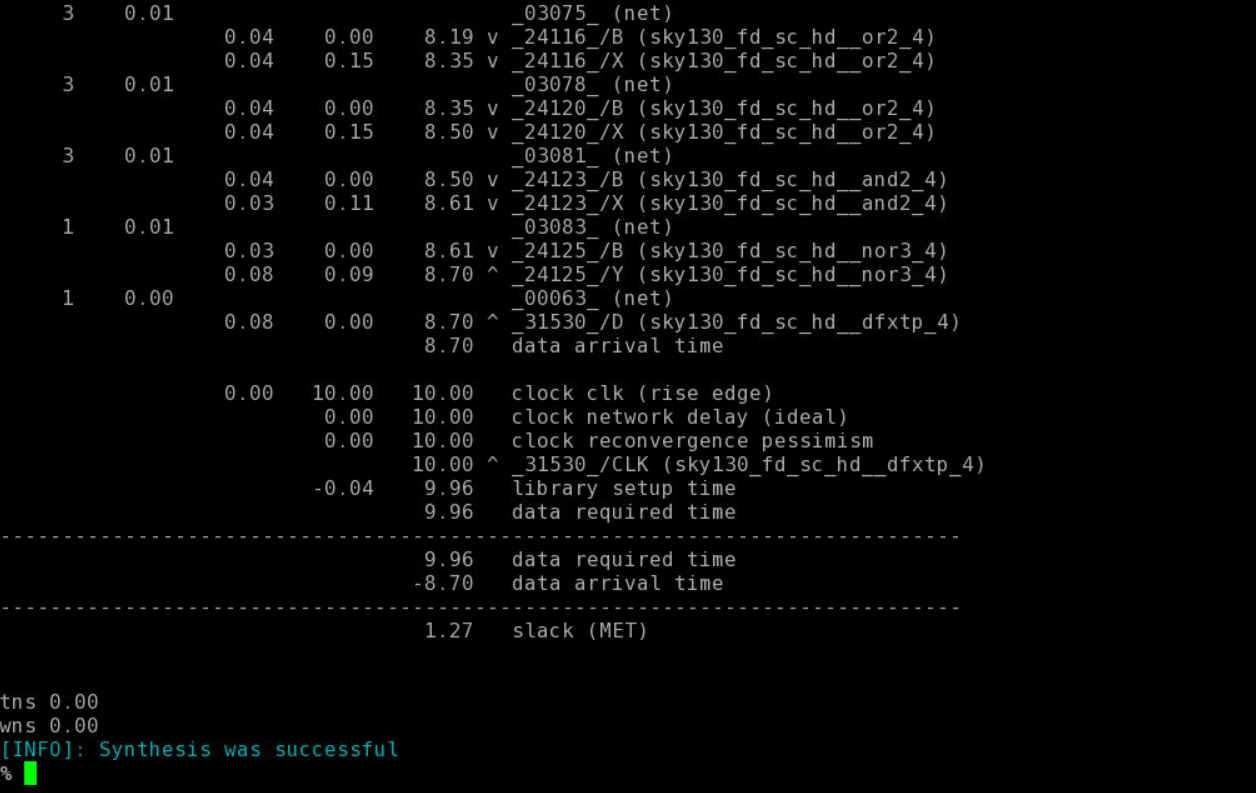 3 0.01 _03075_ (net)
0.04 0.00 8.19 v _24116_/B (sky130_fd_sc_hd__or2_4)
0.04 0.15 8.35 v _24116_/X (sky130_fd_sc_hd__or2_4)
3 0.01 _03078_ (net)
0.04 0.00 8.35 v _24120_/B (sky130_fd_sc_hd__or2_4)
0.04 0.15 8.50 v _24120_/X (sky130_fd_sc_hd__or2_4)
3 0.01 _03081_ (net)
0.04 0.00 8.50 v _24123_/B (sky130_fd_sc_hd__and2_4)
0.03 0.11 8.61 v _24123_/X (sky130_fd_sc_hd__and2_4)
1 0.01 _03083_ (net)
0.03 0.00 8.61 v _24125_/B (sky130_fd_sc_hd__nor3_4)
0.08 0.09 8.70 ^ _24125_/Y (sky130_fd_sc_hd__nor3_4)
1 0.00 _00063_ (net)
0.08 0.00 8.70 ^ _31530_/D (sky130_fd_sc_hd__dfxtp_4)
8.70 data arrival time
0.00 10.00 10.00 clock clk (rise edge)
0.00 10.00 clock network delay (ideal)
0.00 10.00 clock reconvergence pessimism
10.00 ^ _31530_/CLK (sky130_fd_sc_hd__dfxtp_4)
-0.04 9.96 library setup time
9.96 data required time
-----------------------------------------------------------------------------
9.96 data required time
-8.70 data arrival time
-----------------------------------------------------------------------------
1.27 slack (MET)
tns 0.00
wns 0.00
[INFO]: Synthesis was successful
%